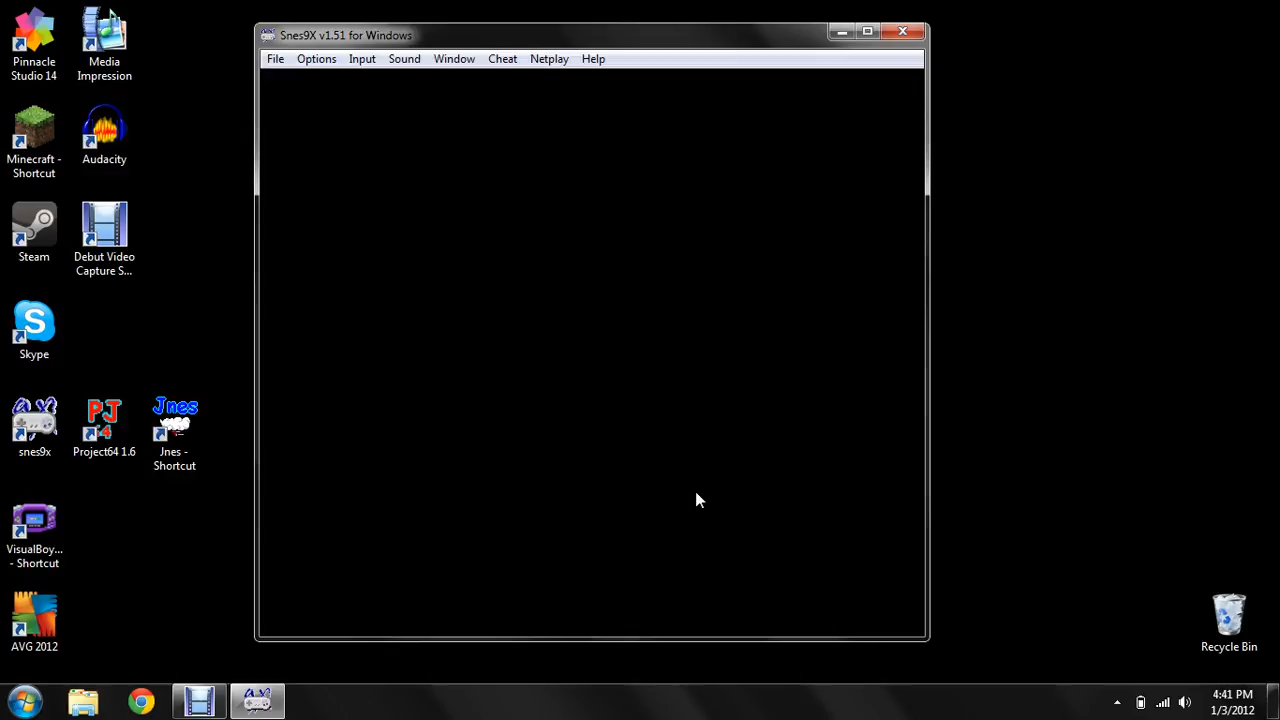 Snes9X v1.51 for Windows
File Options Input Sound Window Cheat Netplay Help
Pinnacle
Studio 14
Media
Impression
Minecraft -
Shortcut
Audacity
Steam
Debut Video
Capture S...
Skype
snes9x
PJ
Project64 1.6
Jnes
Jnes -
Shortcut
VisualBoy...
- Shortcut
AVG 2012
Recycle Bin
4:41 PM
1/3/2012